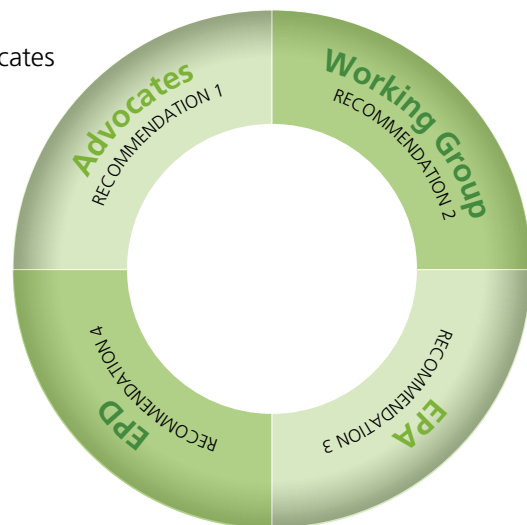 cates
Advocates
RECOMMENDATION 1
Working Group
RECOMMENDATION 2
EPA
RECOMMENDATION 3
EPD
RECOMMENDATION 4